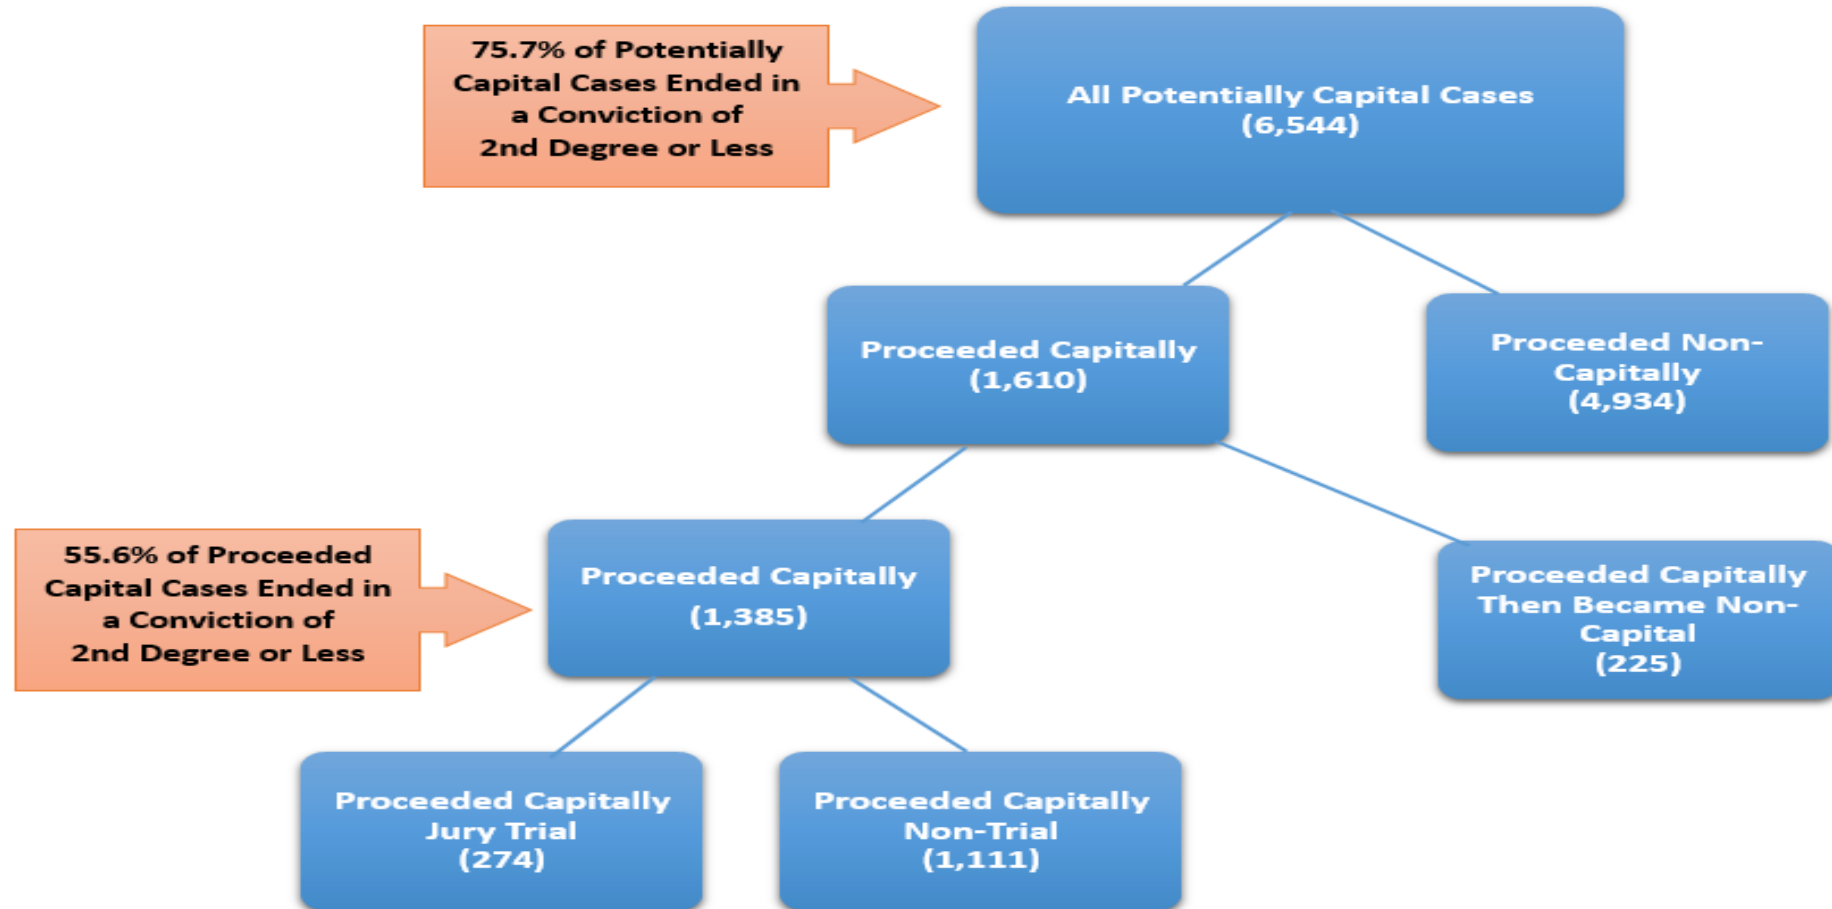 75.7% of Potentially
Capital Cases Ended in
a Conviction of
2nd Degree or Less
All Potentially Capital Cases
(6,544)
Proceeded Capitally
(1,610)
Proceeded Non-
Capitally
(4,934)
55.6% of Proceeded
Capital Cases Ended in
a Conviction of
2nd Degree or Less
Proceeded Capitally
(1,385)
Proceeded Capitally
Then Became Non-
Capital
(225)
Proceeded Capitally
Jury Trial
(274)
Proceeded Capitally
Non-Trial
(1,111)